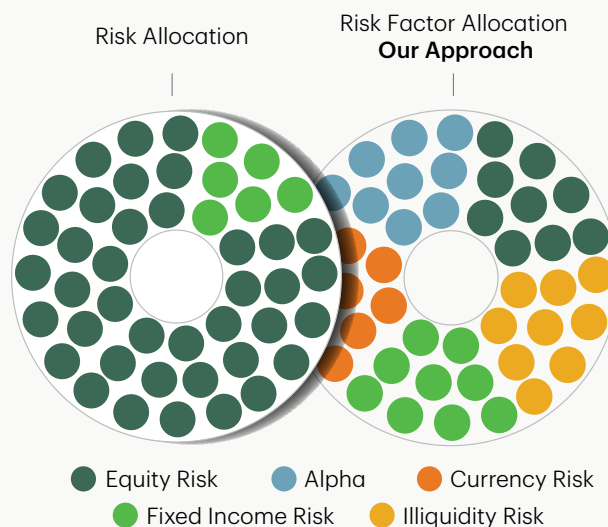 Risk Allocation
Risk Factor Allocation
Our Approach
Equity Risk
Alpha
Currency Risk
Fixed Income Risk
Illiquidity Risk